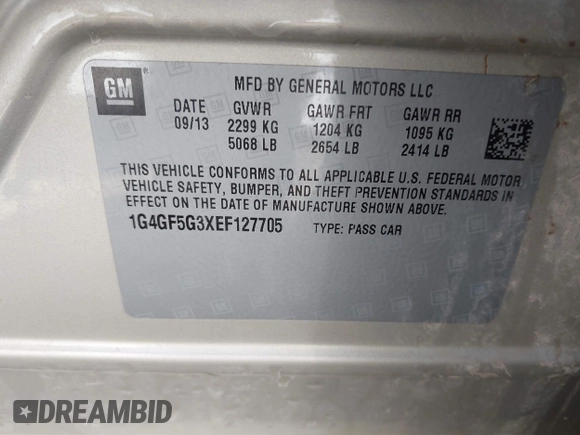 GM
MFD BY GENERAL MOTORS LLC
DATE GVWR GAWR FRT GAWR RR
09/13 2299 KG 1204 KG 1095 KG
5068 LB 2654 LB 2414 LB
THIS VEHICLE CONFORMS TO ALL APPLICABLE U.S. FEDERAL MOTOR
VEHICLE SAFETY, BUMPER, AND THEFT PREVENTION STANDARDS IN
EFFECT ON THE DATE OF MANUFACTURE SHOWN ABOVE.
1G4GF5G3XEF127705 TYPE: PASS CAR
DREAMBID